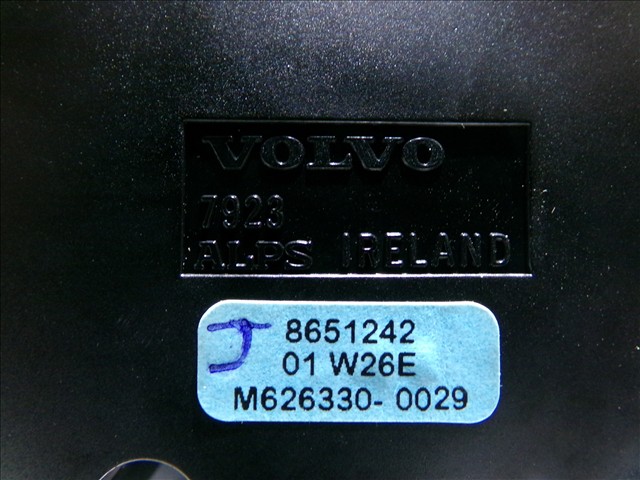 VOLVO
7923
ALPS IRELAND
J 8651242
01 W26E
M626330- 0029